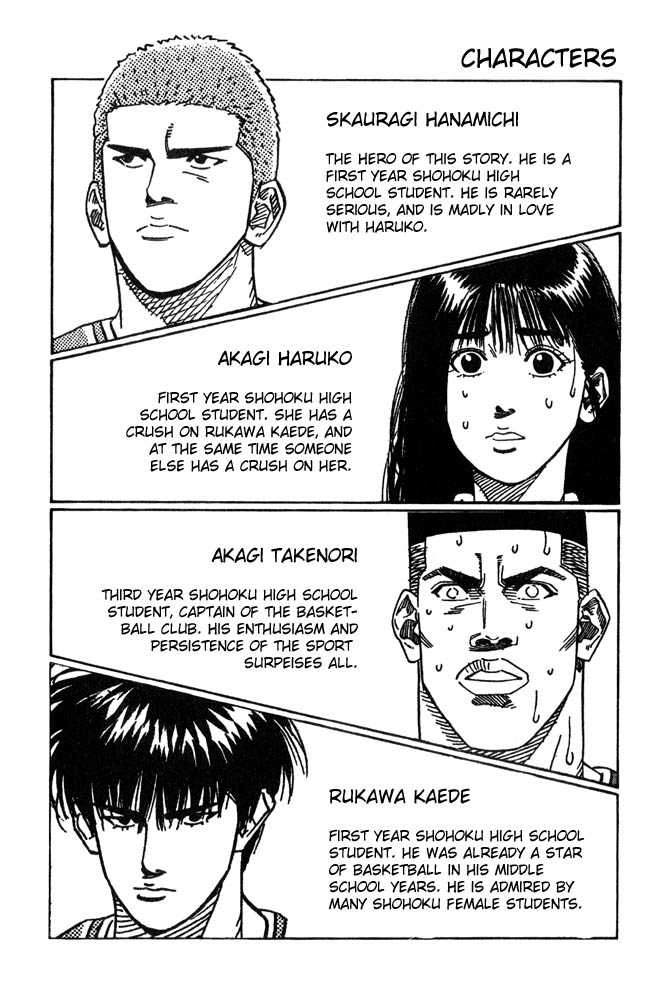 CHARACTERS
SKAURAGI HANAMICHI
THE HERO OF THIS STORY. HE IS A
FIRST YEAR SHOHOKU HIGH
SCHOOL STUDENT. HE IS RARELY
SERIOUS, AND IS MADLY IN LOVE
WITH HARUKO.
AKAGI HARUKO
FIRST YEAR SHOHOKU HIGH
SCHOOL STUDENT. SHE HAS A
CRUSH ON RUKAWA KAEDE, AND
AT THE SAME TIME SOMEONE
ELSE HAS A CRUSH ON HER.
AKAGI TAKENORI
THIRD YEAR SHOHOKU HIGH SCHOOL
STUDENT, CAPTAIN OF THE BASKET-
BALL CLUB. HIS ENTHUSIASM AND
PERSISTENCE OF THE SPORT
SURPEISES ALL.
RUKAWA KAEDE
FIRST YEAR SHOHOKU HIGH SCHOOL
STUDENT. HE WAS ALREADY A STAR
OF BASKETBALL IN HIS MIDDLE
SCHOOL YEARS. HE IS ADMIRED BY
MANY SHOHOKU FEMALE STUDENTS.